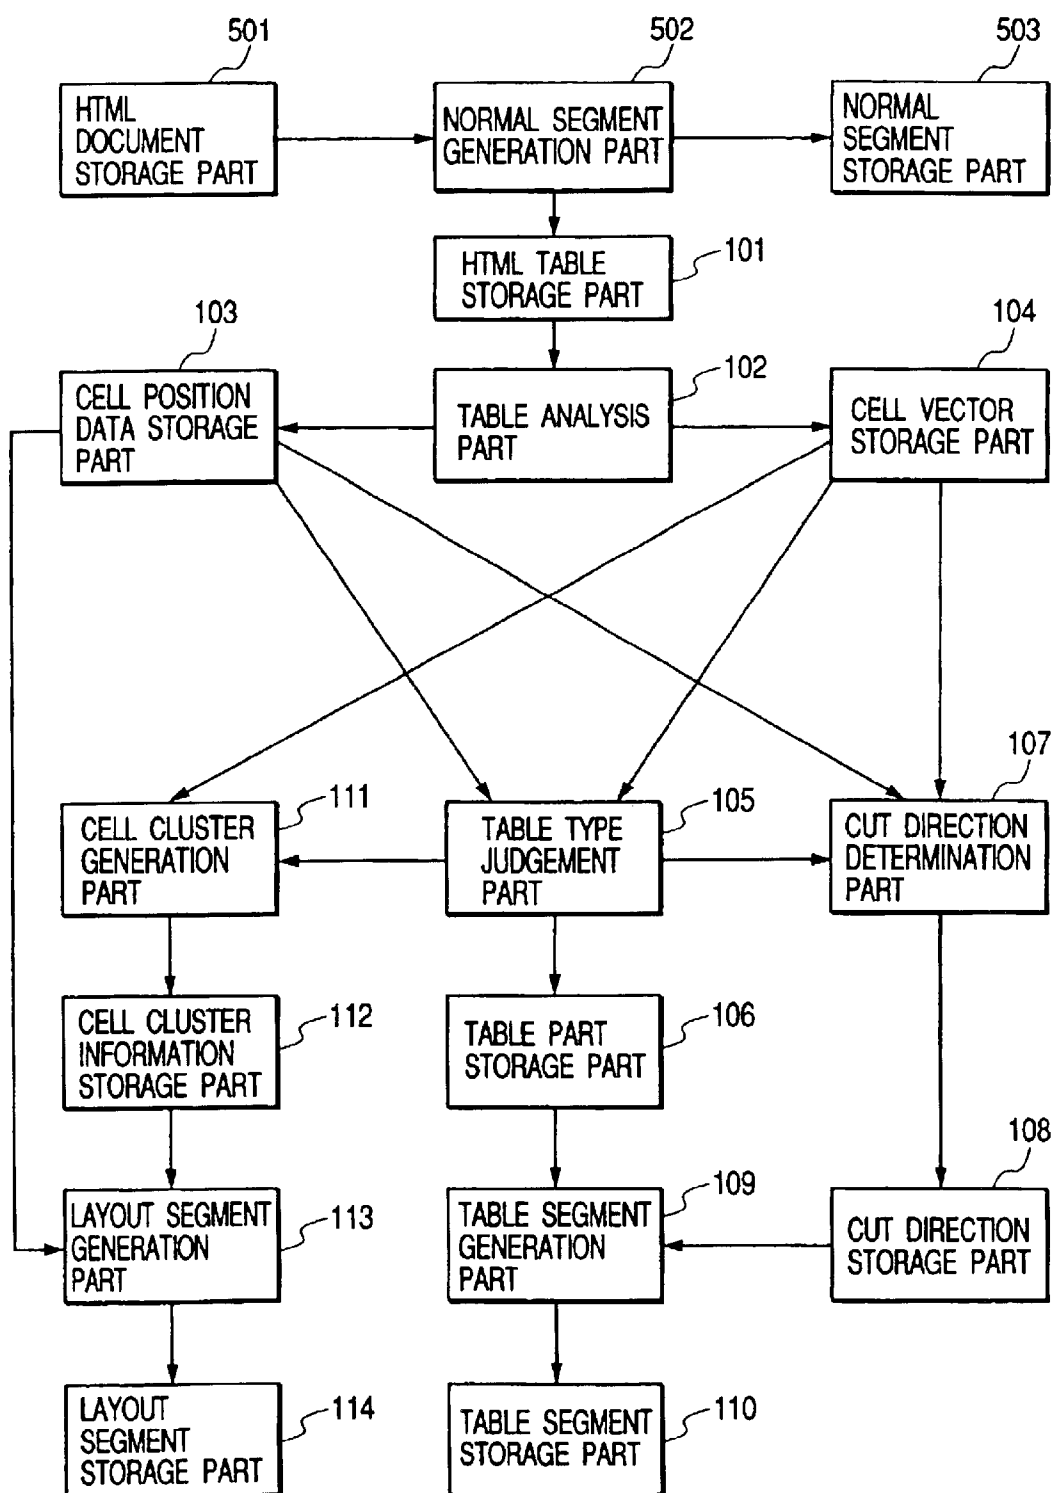 501
502
503
HTML
DOCUMENT
STORAGE PART
NORMAL SEGMENT
GENERATION PART
NORMAL
SEGMENT
STORAGE PART
101
HTML TABLE
STORAGE PART
103
104
102
CELL POSITION
DATA STORAGE
PART
TABLE ANALYSIS
PART
CELL VECTOR
STORAGE PART
111
105
107
CELL CLUSTER
GENERATION
PART
TABLE TYPE
JUDGEMENT
PART
CUT DIRECTION
DETERMINATION
PART
112
106
CELL CLUSTER
INFORMATION
STORAGE PART
TABLE PART
STORAGE PART
108
113
109
LAYOUT SEGMENT
GENERATION
PART
TABLE SEGMENT
GENERATION
PART
CUT DIRECTION
STORAGE PART
114
110
LAYOUT
SEGMENT
STORAGE PART
TABLE SEGMENT
STORAGE PART